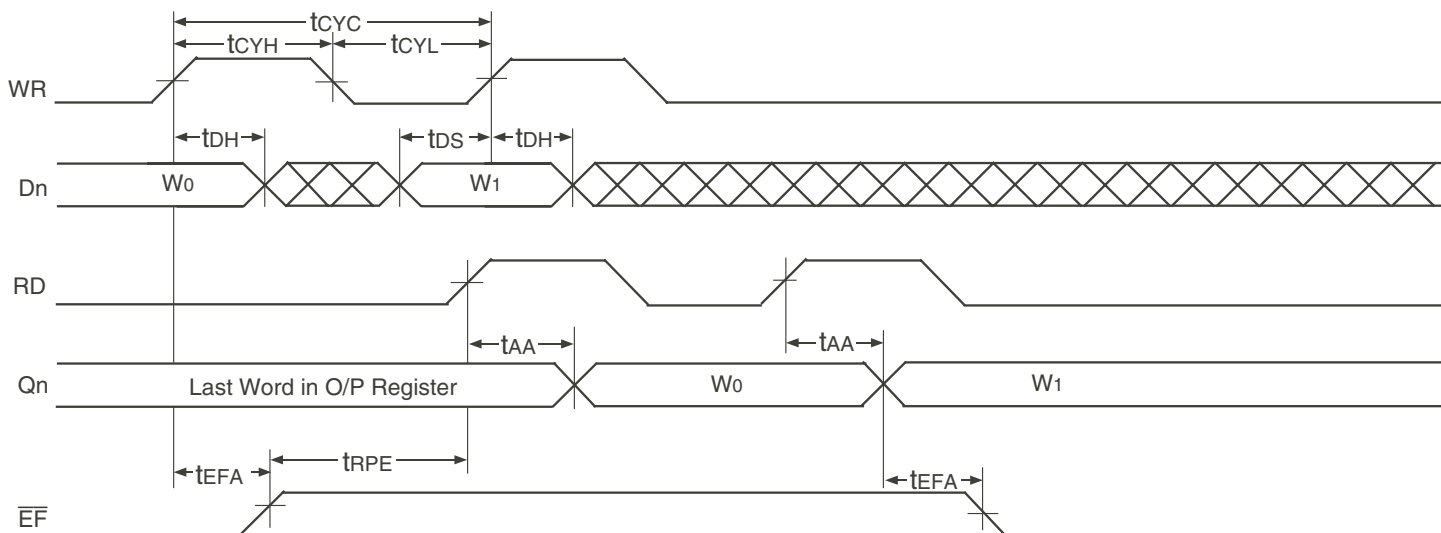 tCYC
tCYH tCYL
WR
tDH tDS tDH
Dn W0 W1
RD
tAA tAA
Qn Last Word in O/P Register W0 W1
tEFA tRPE tEFA
E̅F̅